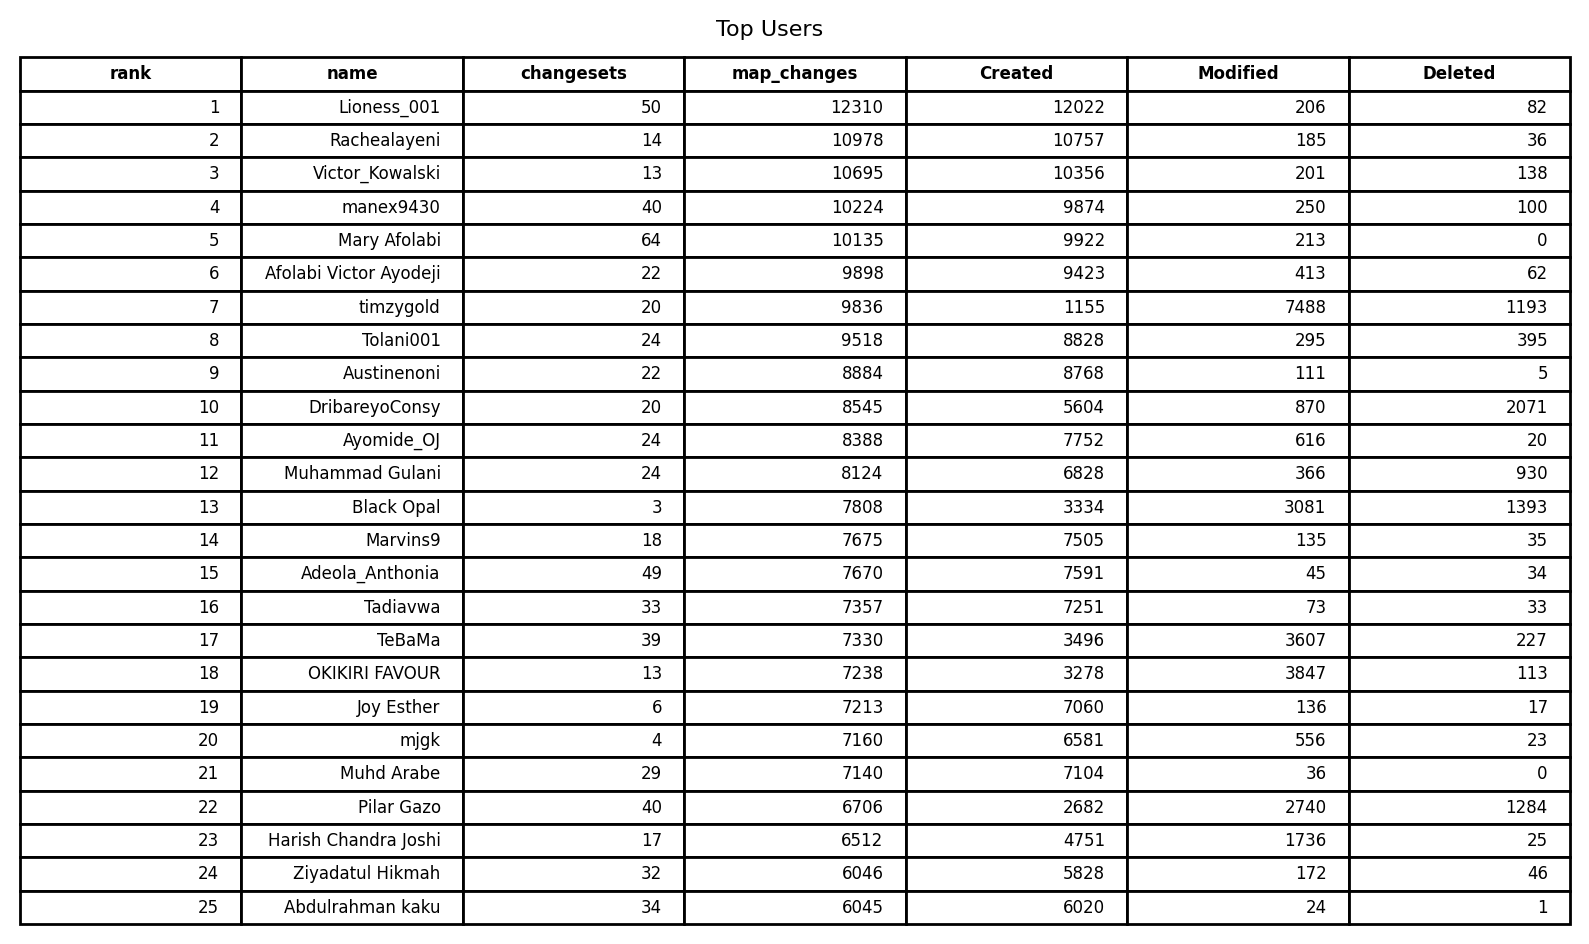 Top Users
rank name changesets map_changes Created Modified Deleted
1 Lioness_001 50 12310 12022 206 82
2 Rachealayeni 14 10978 10757 185 36
3 Victor_Kowalski 13 10695 10356 201 138
4 manex9430 40 10224 9874 250 100
5 Mary Afolabi 64 10135 9922 213 0
6 Afolabi Victor Ayodeji 22 9898 9423 413 62
7 timzygold 20 9836 1155 7488 1193
8 Tolani001 24 9518 8828 295 395
9 Austinenoni 22 8884 8768 111 5
10 DribareyoConsy 20 8545 5604 870 2071
11 Ayomide_OJ 24 8388 7752 616 20
12 Muhammad Gulani 24 8124 6828 366 930
13 Black Opal 3 7808 3334 3081 1393
14 Marvins9 18 7675 7505 135 35
15 Adeola_Anthonia 49 7670 7591 45 34
16 Tadiavwa 33 7357 7251 73 33
17 TeBaMa 39 7330 3496 3607 227
18 OKIKIRI FAVOUR 13 7238 3278 3847 113
19 Joy Esther 6 7213 7060 136 17
20 mjgk 4 7160 6581 556 23
21 Muhd Arabe 29 7140 7104 36 0
22 Pilar Gazo 40 6706 2682 2740 1284
23 Harish Chandra Joshi 17 6512 4751 1736 25
24 Ziyadatul Hikmah 32 6046 5828 172 46
25 Abdulrahman kaku 34 6045 6020 24 1